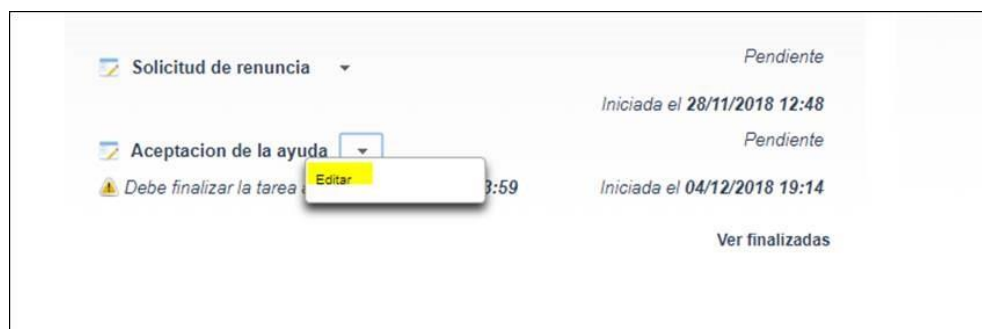 Solicitud de renuncia
Pendiente
Iniciada el 28/11/2018 12:48
Aceptacion de la ayuda
Pendiente
Editar
Debe finalizar la tarea 3:59
Iniciada el 04/12/2018 19:14
Ver finalizadas